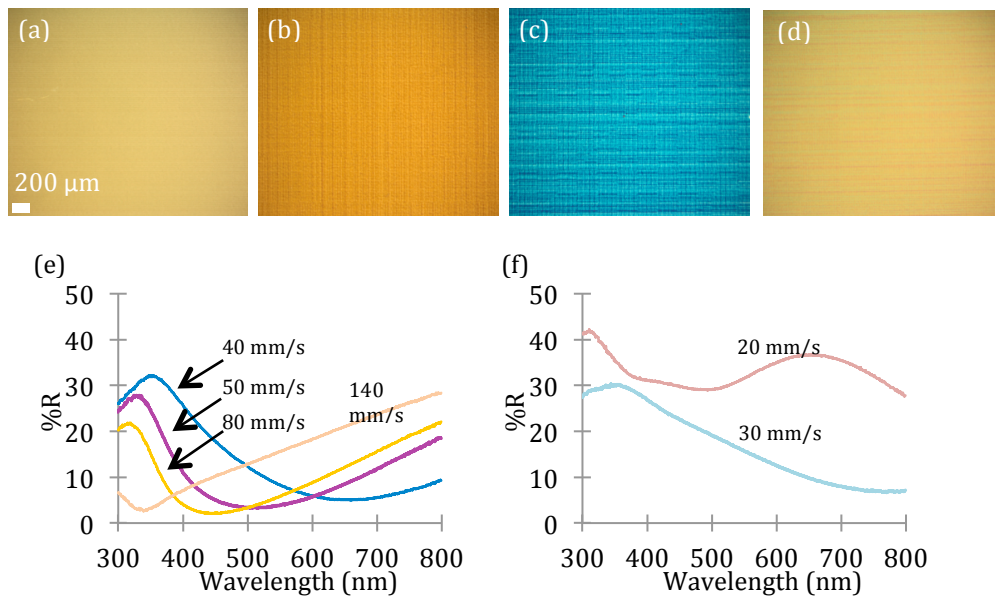 (a)
(b)
(c)
(d)
200 μm
(e)
(f)
50
40
30
20
10
0
%R
40 mm/s
50 mm/s
80 mm/s
140
mm/s
300 400 500 600 700 800
Wavelength (nm)
50
40
30
20
10
0
%R
20 mm/s
30 mm/s
300 400 500 600 700 800
Wavelength (nm)